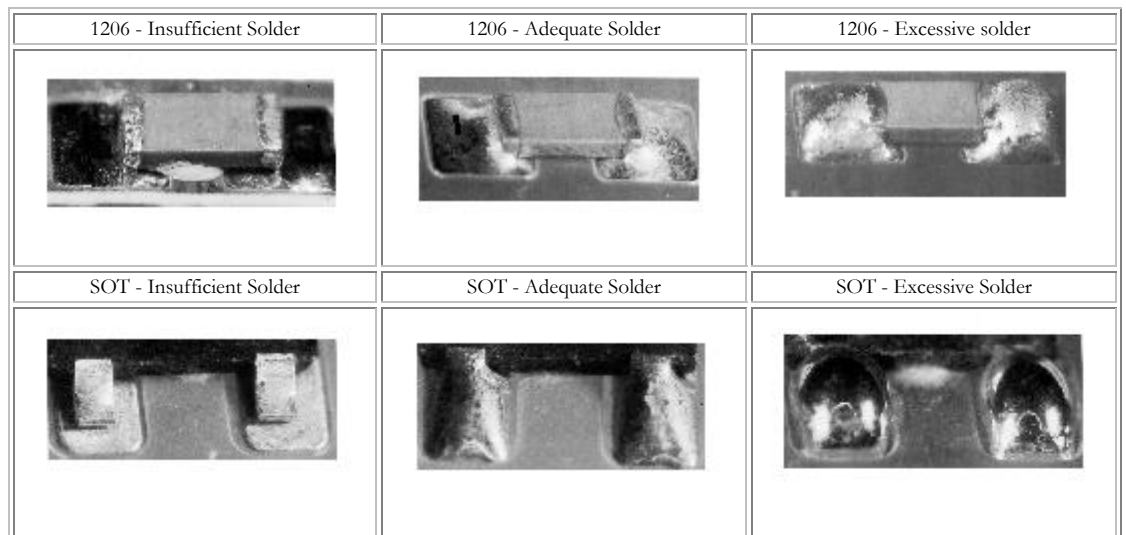 1206 - Insufficient Solder
1206 - Adequate Solder
1206 - Excessive solder
SOT - Insufficient Solder
SOT - Adequate Solder
SOT - Excessive Solder